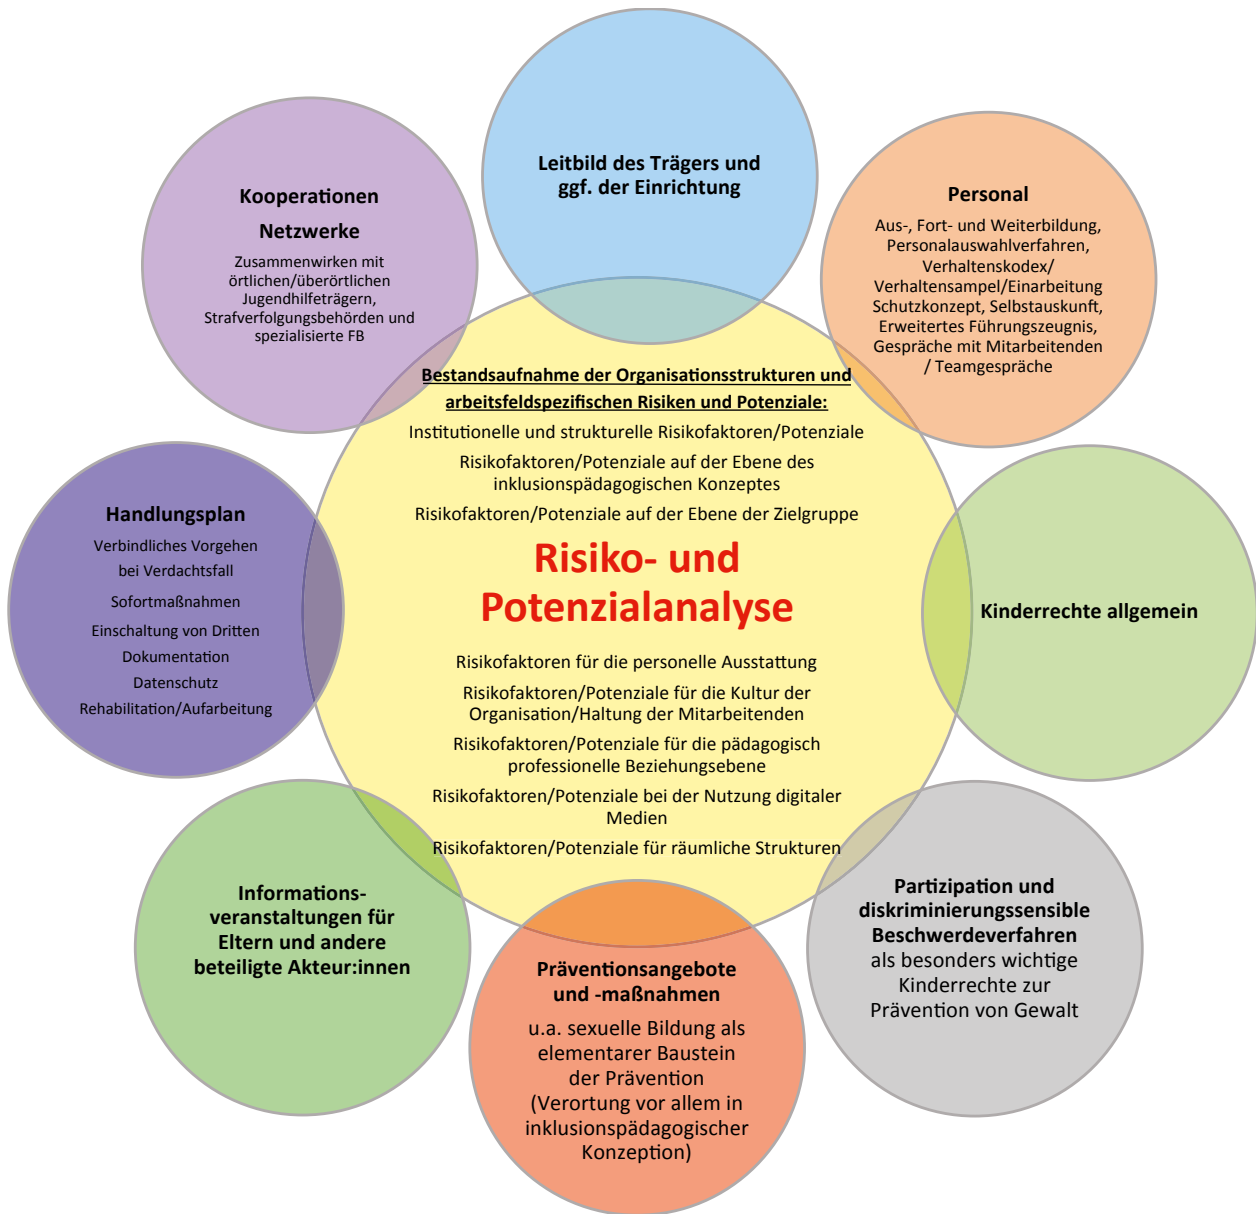 Leitbild des Trägers und
ggf. der Einrichtung
Kooperationen
Netzwerke
Zusammenwirken mit
örtlichen/überörtlichen
Jugendhilfeträgern,
Strafverfolgungsbehörden und
spezialisierte FB
Personal
Aus-, Fort- und Weiterbildung,
Personalauswahlverfahren,
Verhaltenskodex/
Verhaltensampel/Einarbeitung
Schutzkonzept, Selbstauskunft,
Erweitertes Führungszeugnis,
Gespräche mit Mitarbeitenden
/ Teamgespräche
Bestandsaufnahme der Organisationsstrukturen und
arbeitsfeldspezifischen Risiken und Potenziale:
Institutionelle und strukturelle Risikofaktoren/Potenziale
Risikofaktoren/Potenziale auf der Ebene des
inklusionspädagogischen Konzeptes
Risikofaktoren/Potenziale auf der Ebene der Zielgruppe
Risiko- und
Potenzialanalyse
Risikofaktoren für die personelle Ausstattung
Risikofaktoren/Potenziale für die Kultur der
Organisation/Haltung der Mitarbeitenden
Risikofaktoren/Potenziale für die pädagogisch
professionelle Beziehungsebene
Risikofaktoren/Potenziale bei der Nutzung digitaler
Medien
Risikofaktoren/Potenziale für räumliche Strukturen
Handlungsplan
Verbindliches Vorgehen
bei Verdachtsfall
Sofortmaßnahmen
Einschaltung von Dritten
Dokumentation
Datenschutz
Rehabilitation/Aufarbeitung
Kinderrechte allgemein
Informations-
veranstaltungen für
Eltern und andere
beteiligte Akteur:innen
Präventionsangebote
und -maßnahmen
u.a. sexuelle Bildung als
elementarer Baustein
der Prävention
(Verortung vor allem in
inklusionspädagogischer
Konzeption)
Partizipation und
diskriminierungssensible
Beschwerdeverfahren
als besonders wichtige
Kinderrechte zur
Prävention von Gewalt